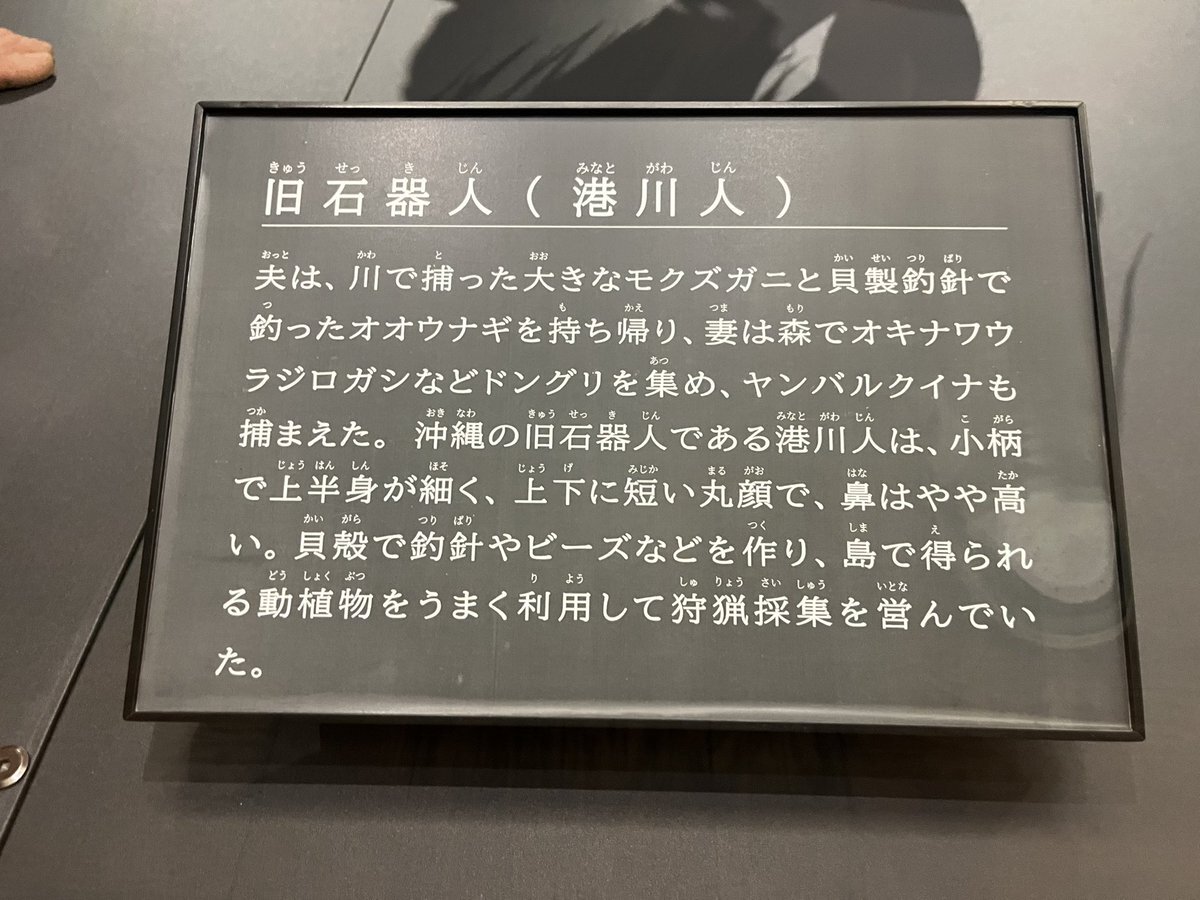 旧石器人(港川人)
夫は、川で捕った大きなモクズガニと貝製釣針で
釣ったオオウナギを持ち帰り、妻は森でオキナワウ
ラジロガシなどドングリを集め、ヤンバルクイナも
捕まえた。沖縄の旧石器人である港川人は、小柄
で上半身が細く、上下に短い丸顔で、鼻はやや高
い。貝殻で釣針やビーズなどを作り、島で得られ
る動植物をうまく利用して狩猟採集を営んでい
た。